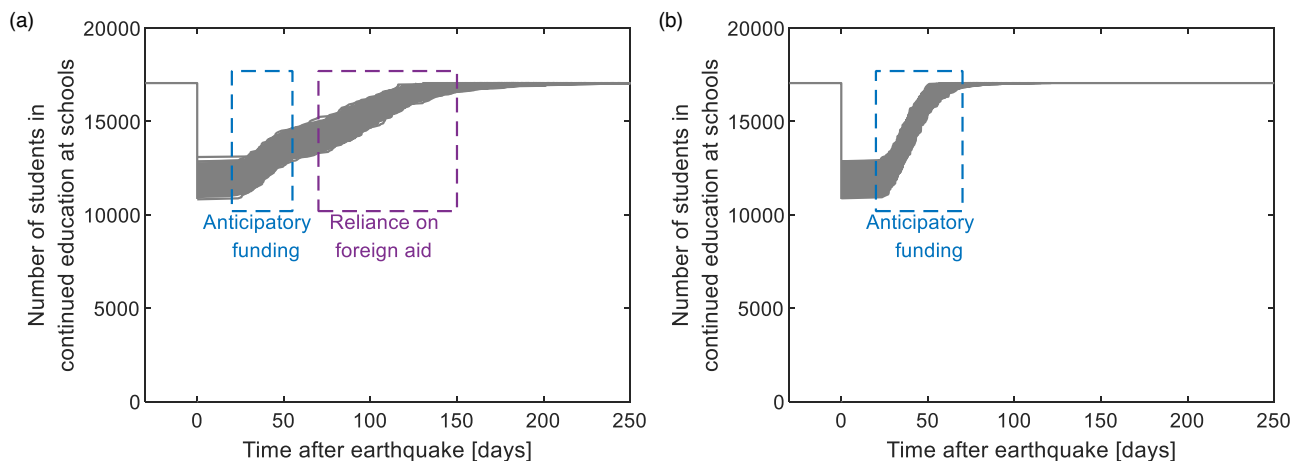 (a)
Number of students in
continued education at schools
20000
15000
10000
5000
0
Anticipatory
funding
Reliance on
foreign aid
0 50 100 150 200 250
Time after earthquake [days]
(b)
Number of students in
continued education at schools
20000
15000
10000
5000
0
Anticipatory
funding
0 50 100 150 200 250
Time after earthquake [days]